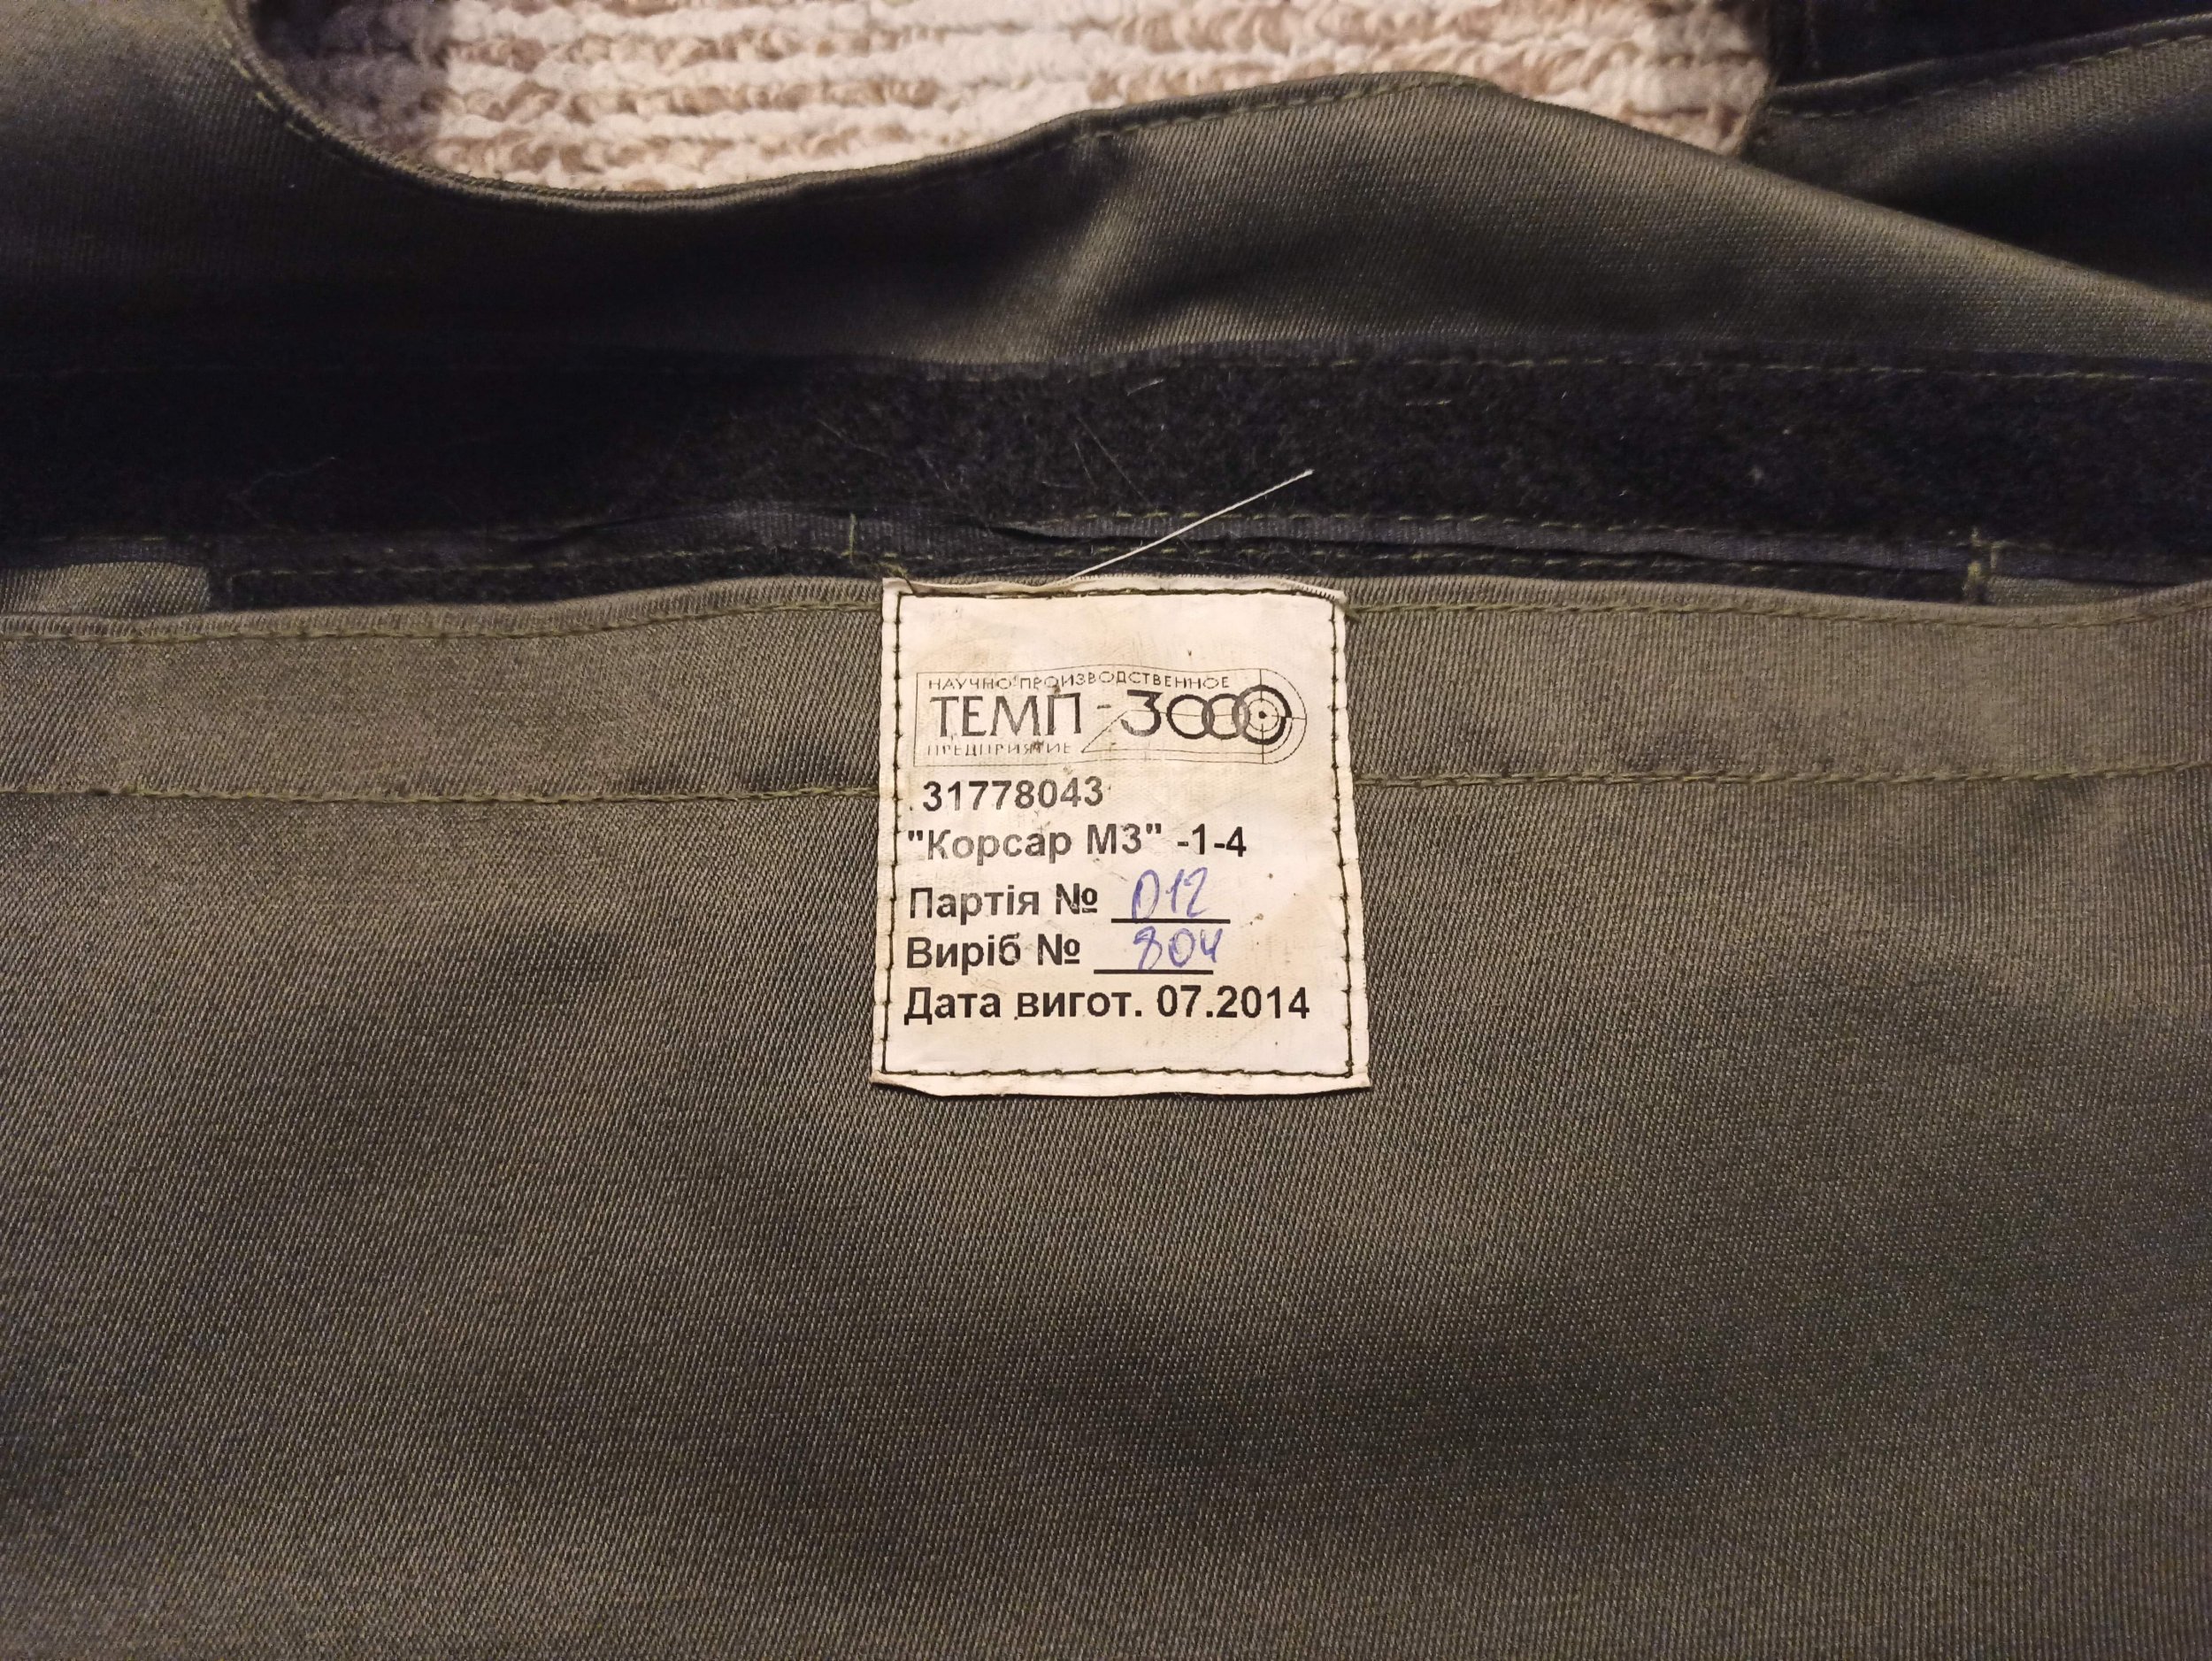 НАУЧНО-ПРОИЗВОДСТВЕННОЕ
ТЕМП-3000
ПРЕДПРИЯТИЕ
31778043
"Корсар М3" -1-4
Партія № 012
Виріб № 804
Дата вигот. 07.2014